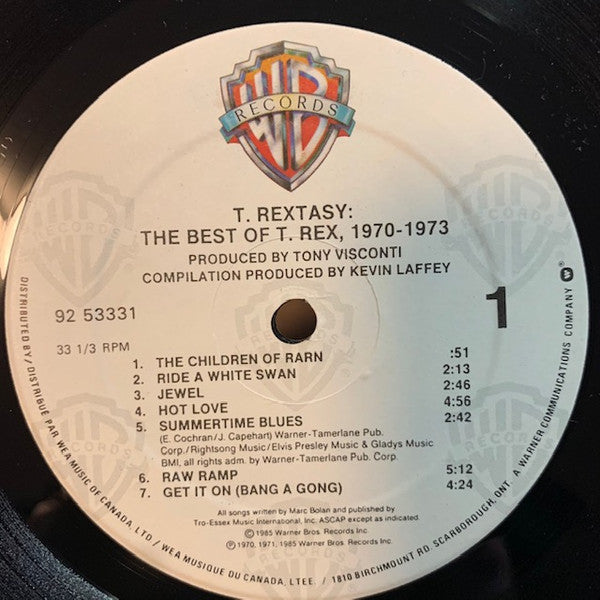 WB
RECORDS
T. REXTASY:
THE BEST OF T. REX, 1970-1973
PRODUCED BY TONY VISCONTI
COMPILATION PRODUCED BY KEVIN LAFFEY
92 53331
1
33 1/3 RPM
1. THE CHILDREN OF RARN :51
2. RIDE A WHITE SWAN 2:13
3. JEWEL 2:46
4. HOT LOVE 4:56
5. SUMMERTIME BLUES 2:42
(E. Cochran/J. Capehart) Warner-Tamerlane Pub.
Corp./Rightsong Music/Elvis Presley Music & Gladys Music
BMI, all rights adm. by Warner-Tamerlane Pub. Corp.
6. RAW RAMP 5:12
7. GET IT ON (BANG A GONG) 4:24
All songs written by Marc Bolan and published by
Tro-Essex Music International, Inc. ASCAP except as indicated.
©1985 Warner Bros. Records Inc.
℗1970, 1971, 1985 Warner Bros. Records Inc.
DISTRIBUTED BY/DISTRIBUÉ PAR WEA MUSIC OF CANADA, LTD/WEA MUSIQUE DU CANADA, LTEE. / 1810 BIRCHMOUNT RD. SCARBOROUGH, ONT. A WARNER COMMUNICATIONS COMPANY